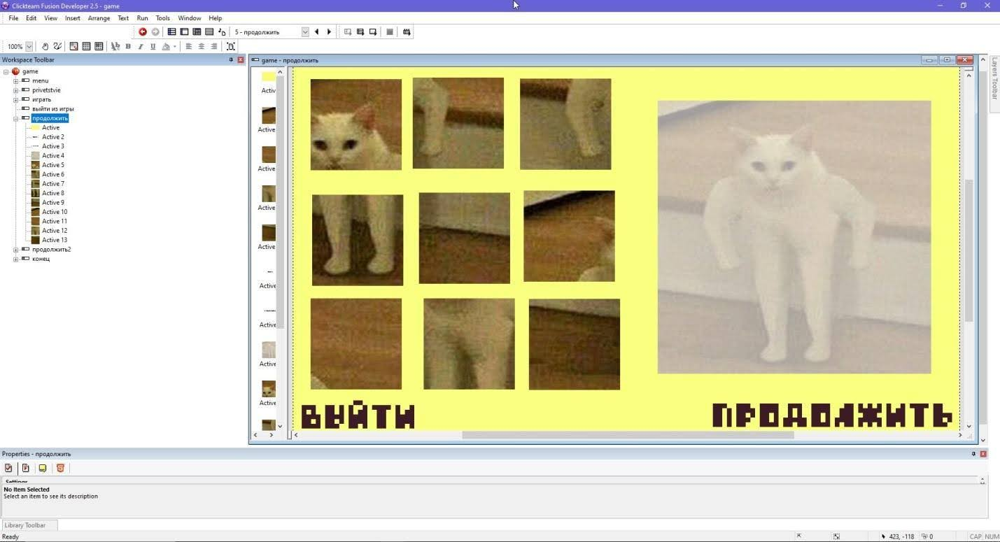 Clickteam Fusion Developer 2.5 - game
File Edit View Insert Arrange Text Run Tools Window Help
5 - продолжить
100%
B I U A
Workspace Toolbar
game - продолжить
Layers Toolbar
game
menu
privetstvie
играть
выйти из игры
продолжить
Active
Active 2
Active 3
Active 4
Active 5
Active 6
Active 7
Active 8
Active 9
Active 10
Active 11
Active 12
Active 13
продолжить2
конец
Activ
Active
Active
Active
Active
Active
Active
Active
Active
ВЫЙТИ
ПРОДОЛЖИТЬ
Properties - продолжить
Settings
No Item Selected
Select an item to see its description
Library Toolbar
Ready
423, -118
0
CAP NUM